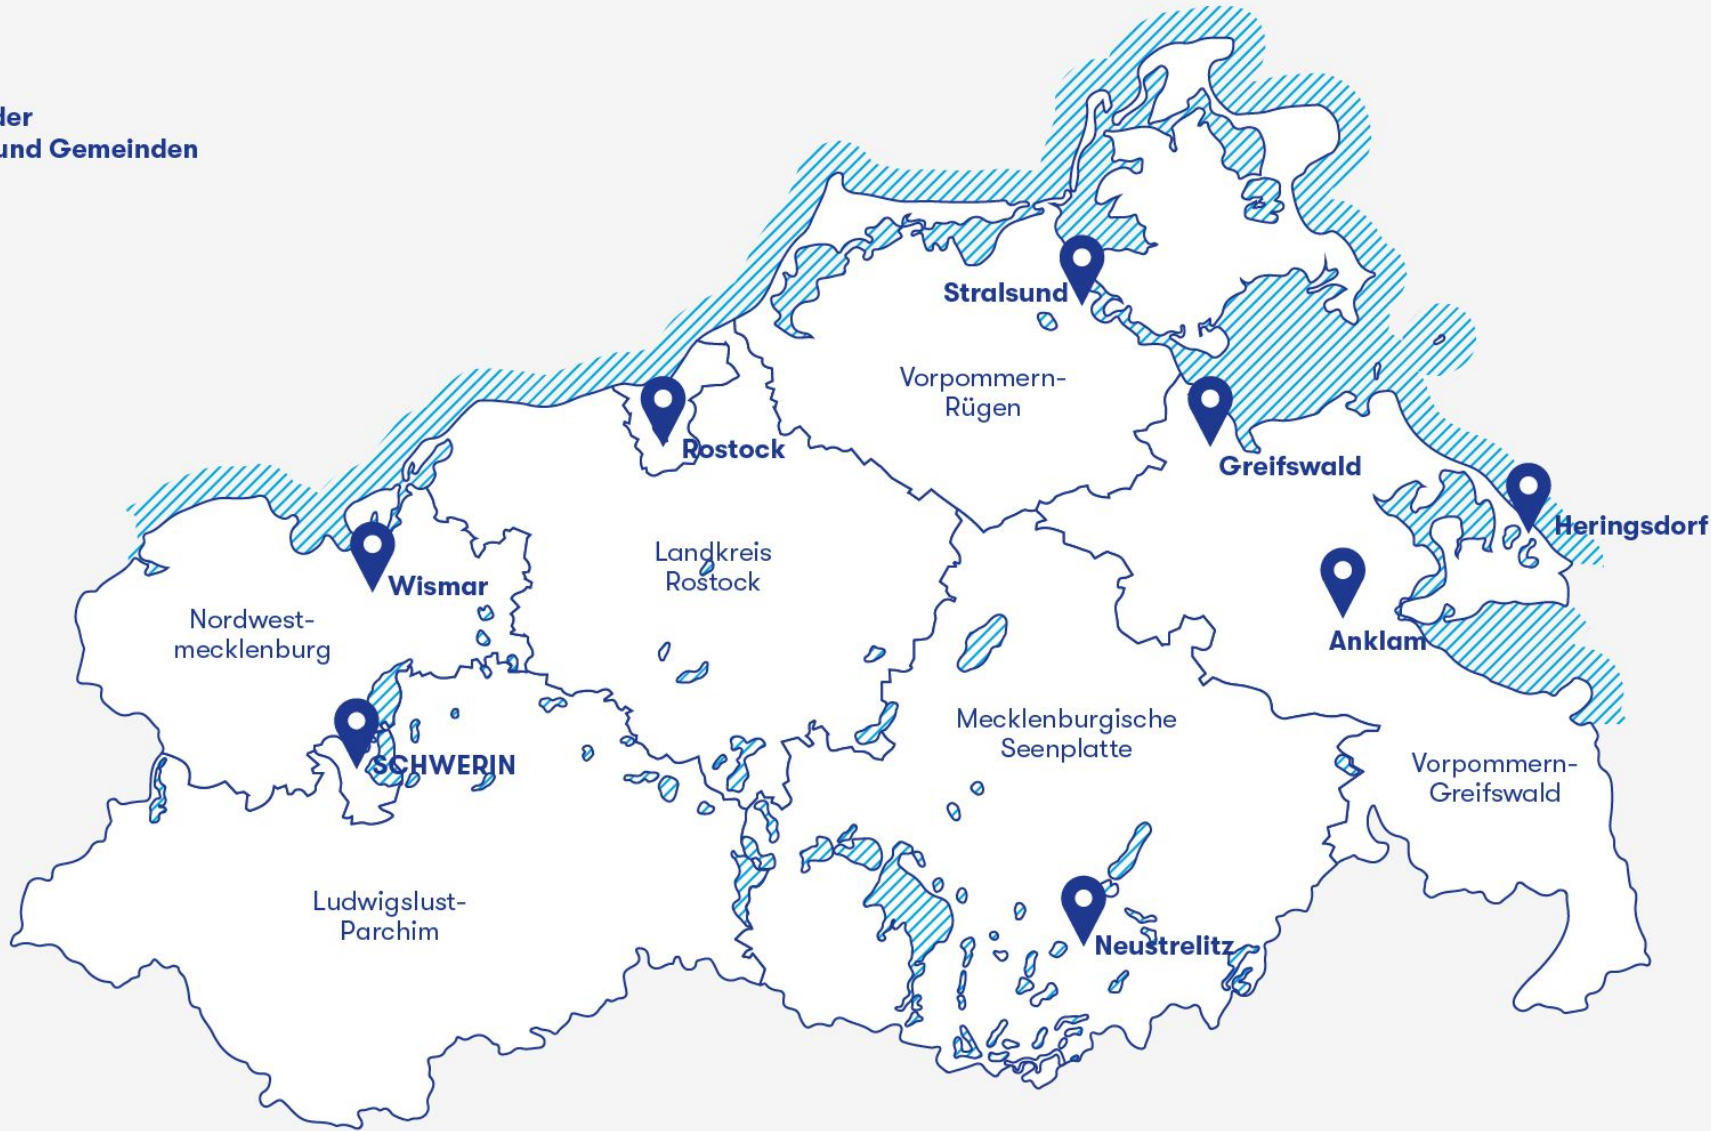 der
und Gemeinden
Stralsund
Vorpommern-
Rügen
Rostock
Greifswald
Heringsdorf
Landkreis
Rostock
Wismar
Nordwest-
mecklenburg
Anklam
Mecklenburgische
Seenplatte
SCHWERIN
Vorpommern-
Greifswald
Ludwigslust-
Parchim
Neustrelitz